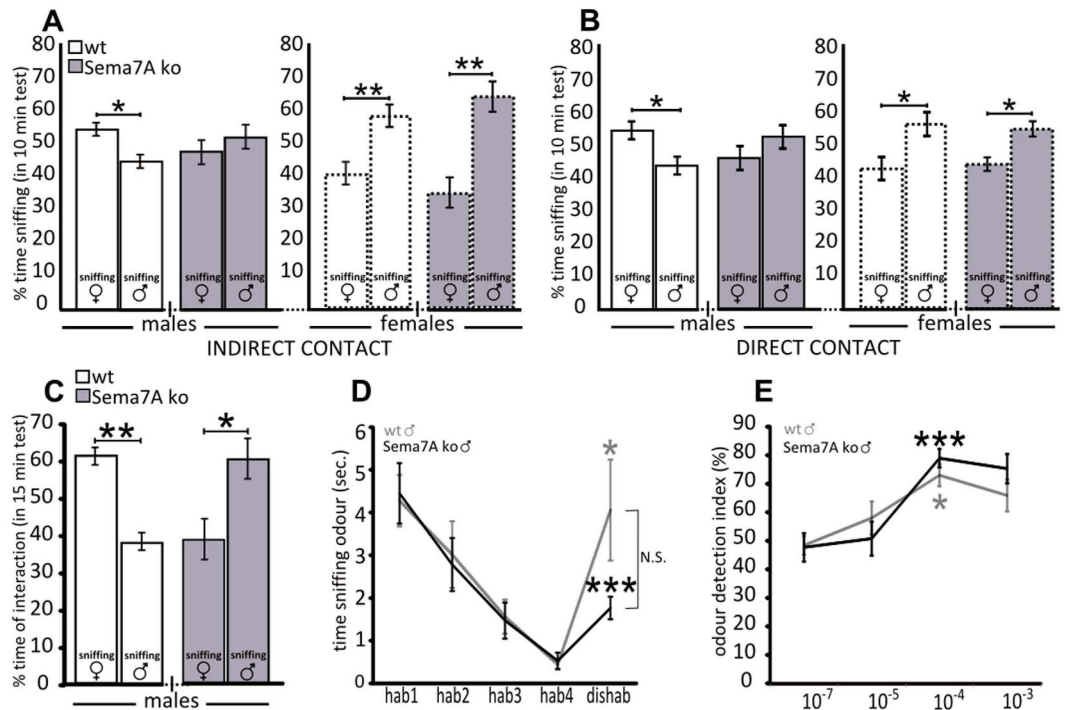 A
wt
Sema7A ko
% time sniffing (in 10 min test)
80
70
60
50
40
30
20
10
0
*
sniffing ♀
sniffing ♂
sniffing ♀
sniffing ♂
males
80
70
60
50
40
30
20
10
**
**
sniffing ♀
sniffing ♂
sniffing ♀
sniffing ♂
females
INDIRECT CONTACT
B
% time sniffing (in 10 min test)
80
70
60
50
40
30
20
10
0
*
sniffing ♀
sniffing ♂
sniffing ♀
sniffing ♂
males
80
70
60
50
40
30
20
10
*
*
sniffing ♀
sniffing ♂
sniffing ♀
sniffing ♂
females
DIRECT CONTACT
C
wt
Sema7A ko
% time of interaction (in 15 min test)
70
60
50
40
30
20
10
0
**
*
sniffing ♀
sniffing ♂
sniffing ♀
sniffing ♂
males
D
wt ♂
Sema7A ko ♂
time sniffing odour (sec.)
6
5
4
3
2
1
0
*
***
N.S.
hab1 hab2 hab3 hab4 dishab
E
wt ♂
Sema7A ko ♂
odour detection index (%)
90
80
70
60
50
40
30
20
10
0
***
*
10⁻⁷ 10⁻⁵ 10⁻⁴ 10⁻³